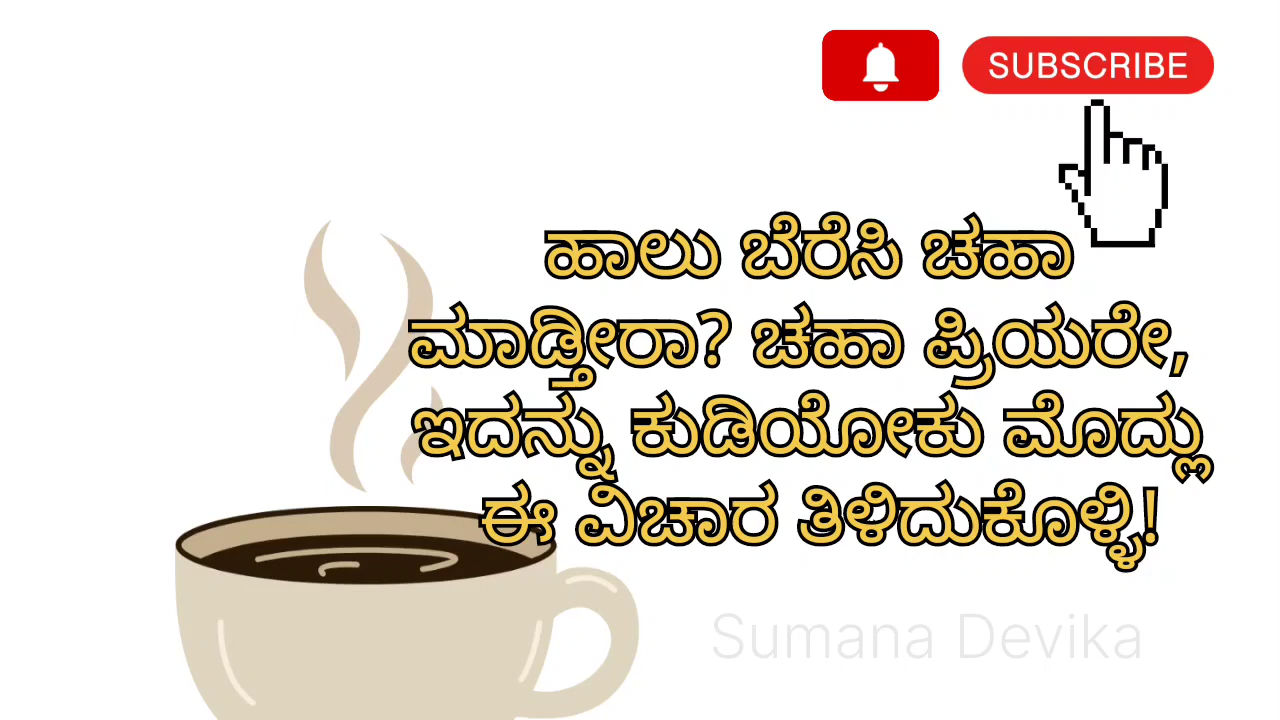 SUBSCRIBE
ಹಾಲು ಬೆರೆಸಿ ಚಹಾ
ಮಾಡ್ತೀರಾ? ಚಹಾ ಪ್ರಿಯರೇ,
ಇದನ್ನು ಕುಡಿಯೋಕು ಮೊದ್ಲು
ಈ ವಿಚಾರ ತಿಳಿದುಕೊಳ್ಳಿ!
Sumana Devika